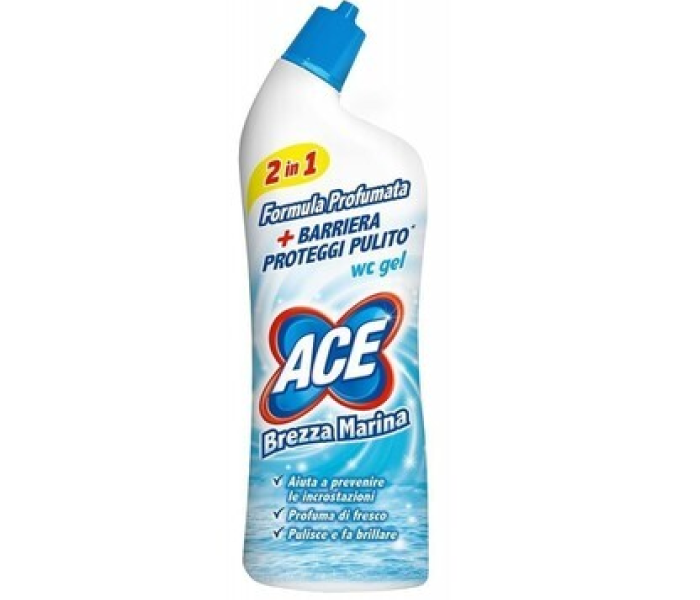 2 in 1
Formula Profumata
+ BARRIERA
PROTEGGI PULITO*
wc gel
ACE
Brezza Marina
✓ Aiuta a prevenire
le incrostazioni
✓ Profuma di fresco
✓ Pulisce e fa brillare